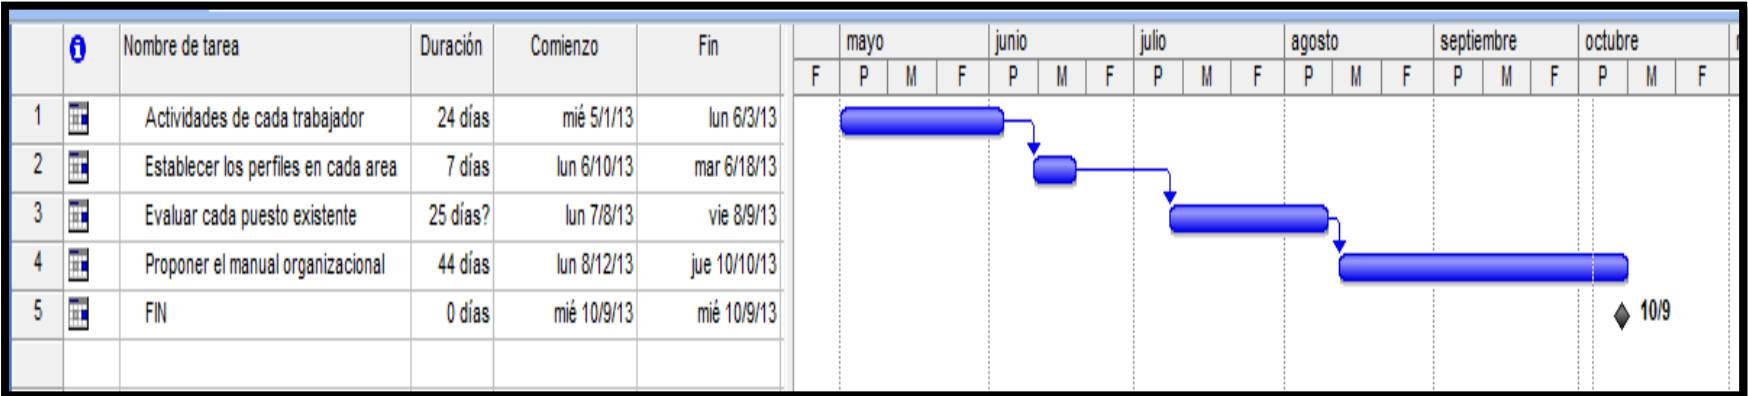 Nombre de tarea Duración Comienzo Fin mayo junio julio agosto septiembre octubre
F P M F P M F P M F P M F P M F P M F
1 Actividades de cada trabajador 24 días mié 5/1/13 lun 6/3/13
2 Establecer los perfiles en cada area 7 días lun 6/10/13 mar 6/18/13
3 Evaluar cada puesto existente 25 días? lun 7/8/13 vie 8/9/13
4 Proponer el manual organizacional 44 días lun 8/12/13 jue 10/10/13
5 FIN 0 días mié 10/9/13 mié 10/9/13 10/9